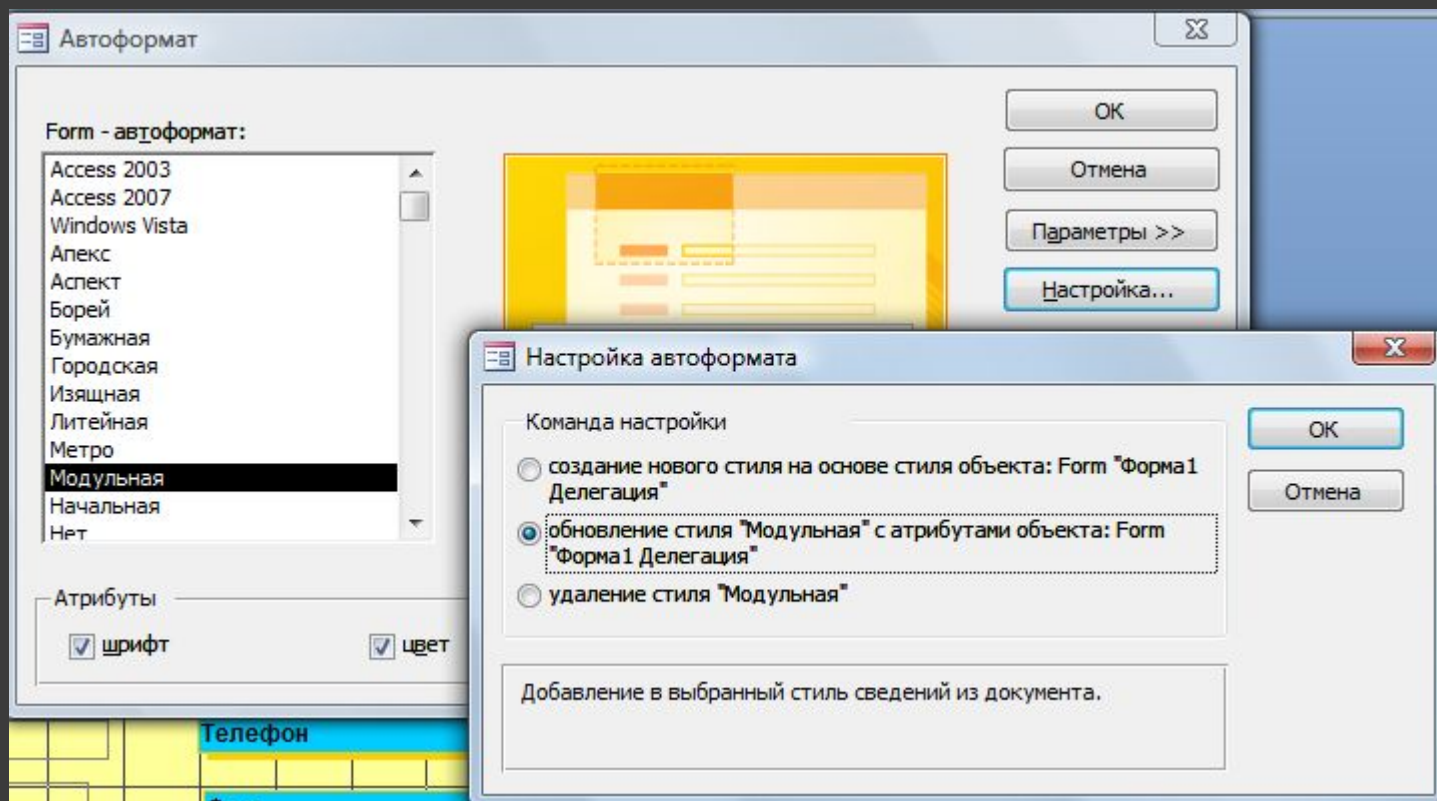 Автоформат
Form - автоформат:
Access 2003
Access 2007
Windows Vista
Апекс
Аспект
Борей
Бумажная
Городская
Изящная
Литейная
Метро
Модульная
Начальная
Нет
ОК
Отмена
Параметры >>
Настройка...
Атрибуты
шрифт
цвет
Настройка автоформата
Команда настройки
создание нового стиля на основе стиля объекта: Form "Форма1
Делегация"
обновление стиля "Модульная" с атрибутами объекта: Form
"Форма1 Делегация"
удаление стиля "Модульная"
ОК
Отмена
Добавление в выбранный стиль сведений из документа.
Телефон